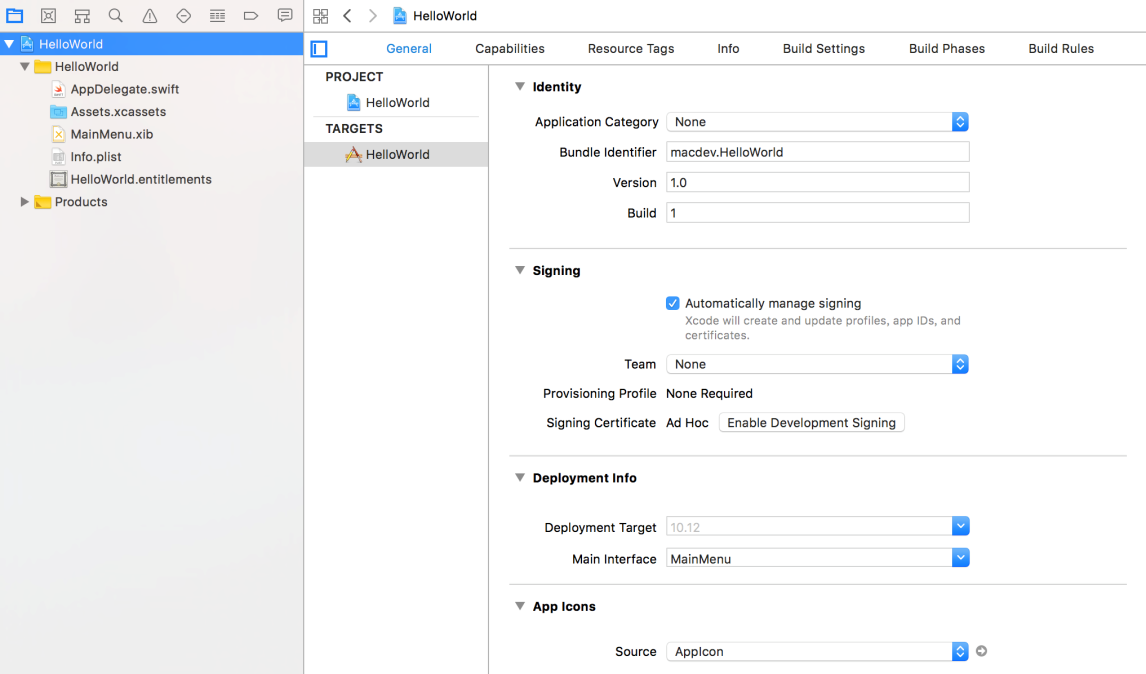 HelloWorld
HelloWorld
HelloWorld
AppDelegate.swift
Assets.xcassets
MainMenu.xib
Info.plist
HelloWorld.entitlements
Products
General Capabilities Resource Tags Info Build Settings Build Phases Build Rules
PROJECT
HelloWorld
TARGETS
HelloWorld
Identity
Application Category None
Bundle Identifier macdev.HelloWorld
Version 1.0
Build 1
Signing
Automatically manage signing
Xcode will create and update profiles, app IDs, and
certificates.
Team None
Provisioning Profile None Required
Signing Certificate Ad Hoc Enable Development Signing
Deployment Info
Deployment Target 10.12
Main Interface MainMenu
App Icons
Source AppIcon